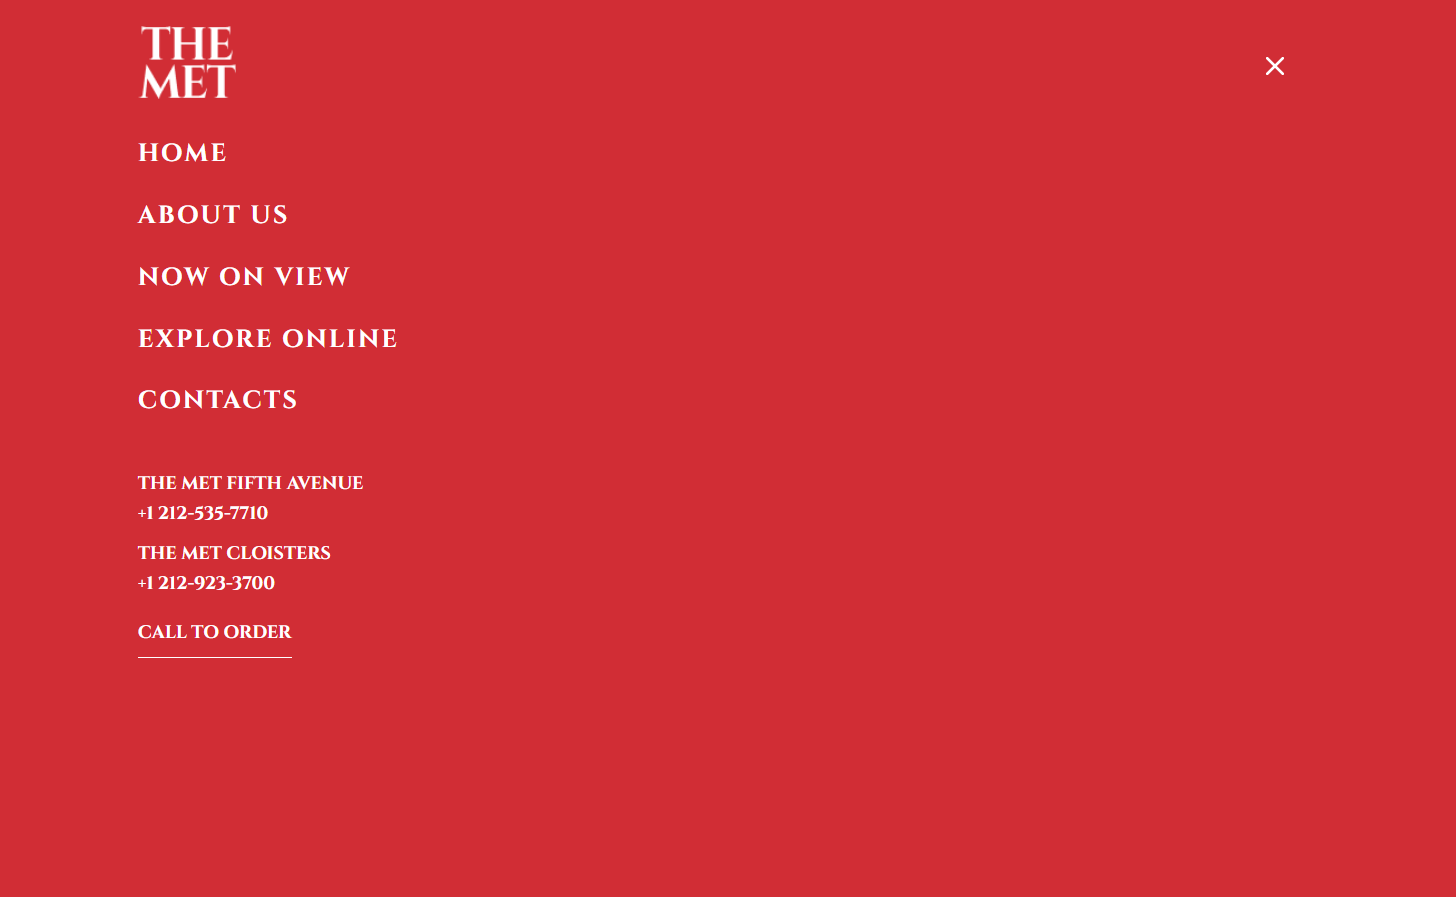 THE
MET
HOME
ABOUT US
NOW ON VIEW
EXPLORE ONLINE
CONTACTS
THE MET FIFTH AVENUE
+1 212-535-7710
THE MET CLOISTERS
+1 212-923-3700
CALL TO ORDER